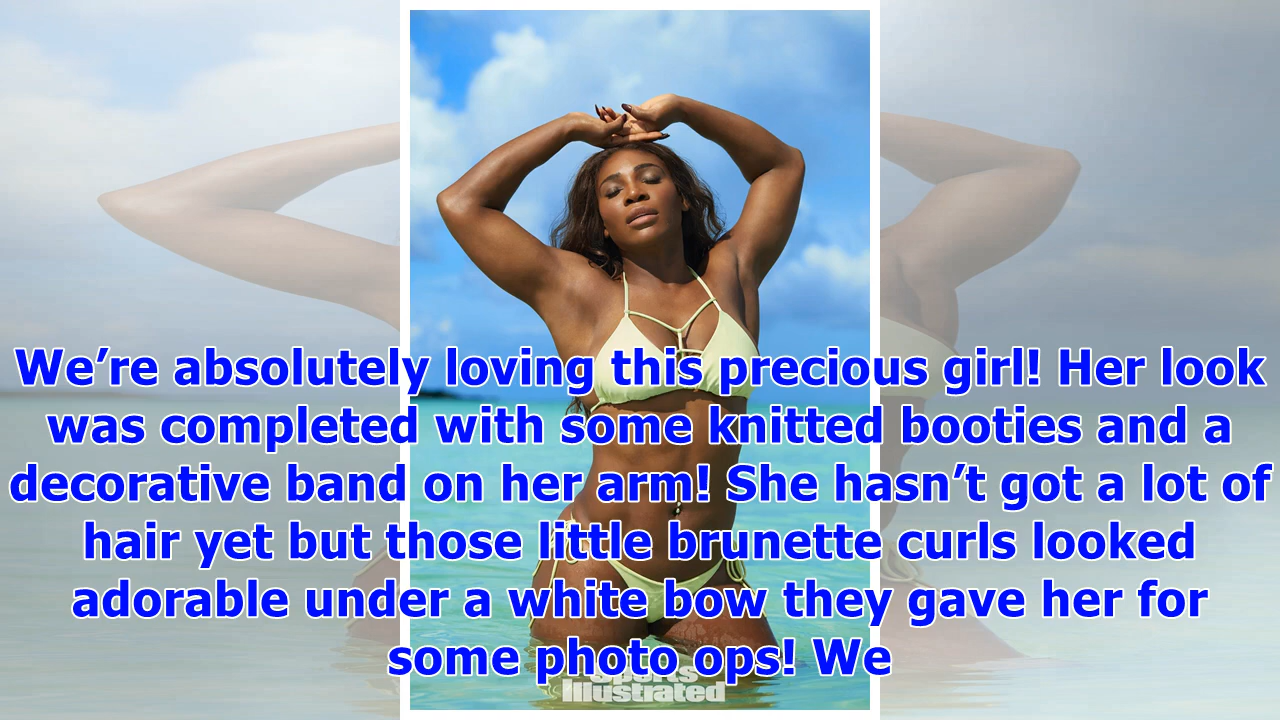 We’re absolutely loving this precious girl! Her look
was completed with some knitted booties and a
decorative band on her arm! She hasn’t got a lot of
hair yet but those little brunette curls looked
adorable under a white bow they gave her for
some photo ops! We
Sports
Illustrated